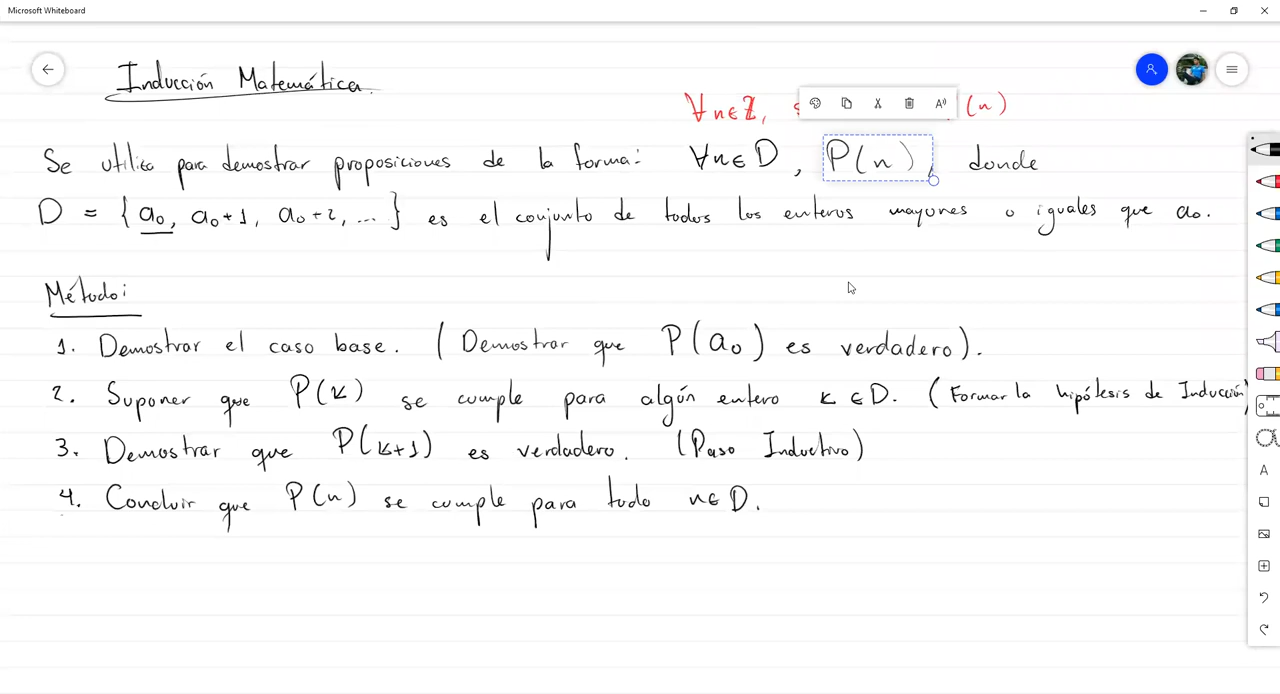 Microsoft Whiteboard
Inducción Matemática
∀n∈ℤ, (n)
Se utiliza para demostrar proposiciones de la forma: ∀n∈D, P(n), donde
D = {a₀, a₀+1, a₀+2, ...} es el conjunto de todos los enteros mayores o iguales que a₀.
Método:
1. Demostrar el caso base. (Demostrar que P(a₀) es verdadero).
2. Suponer que P(k) se cumple para algún entero k∈D. (Formar la hipótesis de Inducción)
3. Demostrar que P(k+1) es verdadero. (Paso Inductivo)
4. Concluir que P(n) se cumple para todo n∈D.